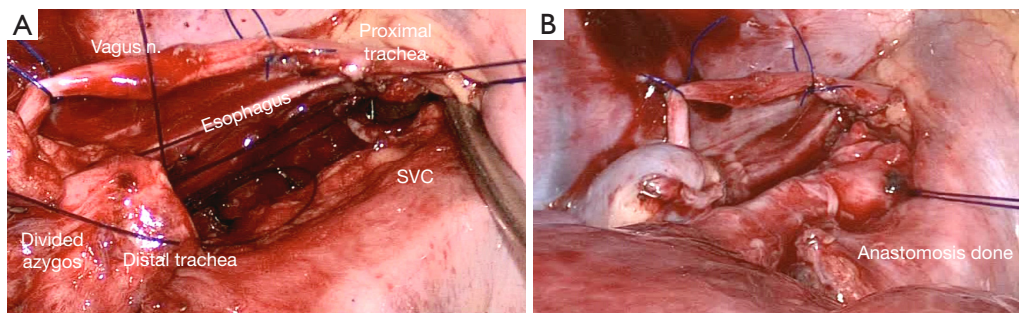 A
Vagus n.
Proximal
trachea
Esophagus
SVC
Divided
azygos
Distal trachea
B
Anastomosis done